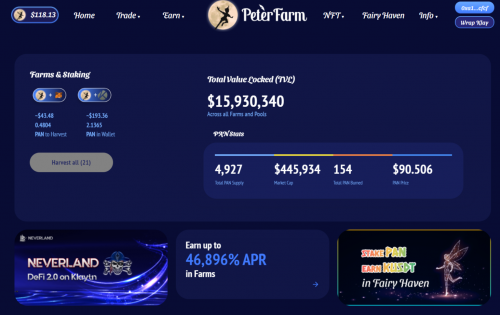 $118.13
Home
Trade
Earn
PeterFarm
NFT
Fairy Haven
Info
0xa1...cfcf
Wrap Klay
Farms & Staking
Total Value Locked (TVL)
$15,930,340
Across all Farms and Pools
~$43.48
~$193.36
0.4804
2.1365
PAN in Harvest
PAN in Wallet
Harvest all (21)
PAN Stats
4,927
$445,934
154
$90.506
Total PAN Supply
Market Cap
Total PAN Burned
PAN Price
NEVERLAND
NEVERLAND
DeFi 2.0 on Klaytn
Earn up to
46,896% APR
in Farms
STAKE PAN
EARN KUSDT
in Fairy Haven